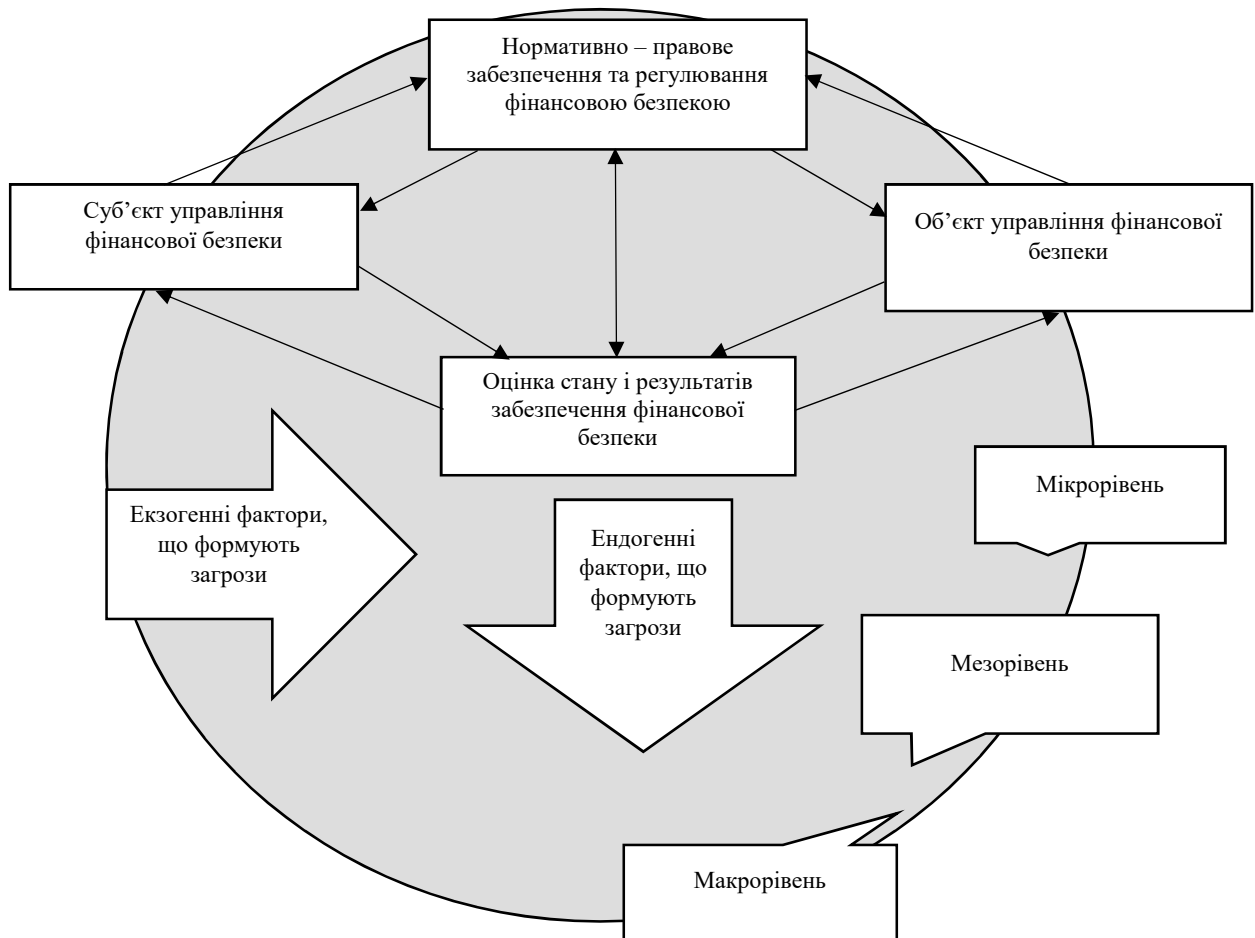 Нормативно – правове
забезпечення та регулювання
фінансовою безпекою
Суб’єкт управління
фінансової безпеки
Об’єкт управління фінансової
безпеки
Оцінка стану і результатів
забезпечення фінансової
безпеки
Екзогенні фактори,
що формують
загрози
Ендогенні
фактори, що
формують
загрози
Мікрорівень
Мезорівень
Макрорівень